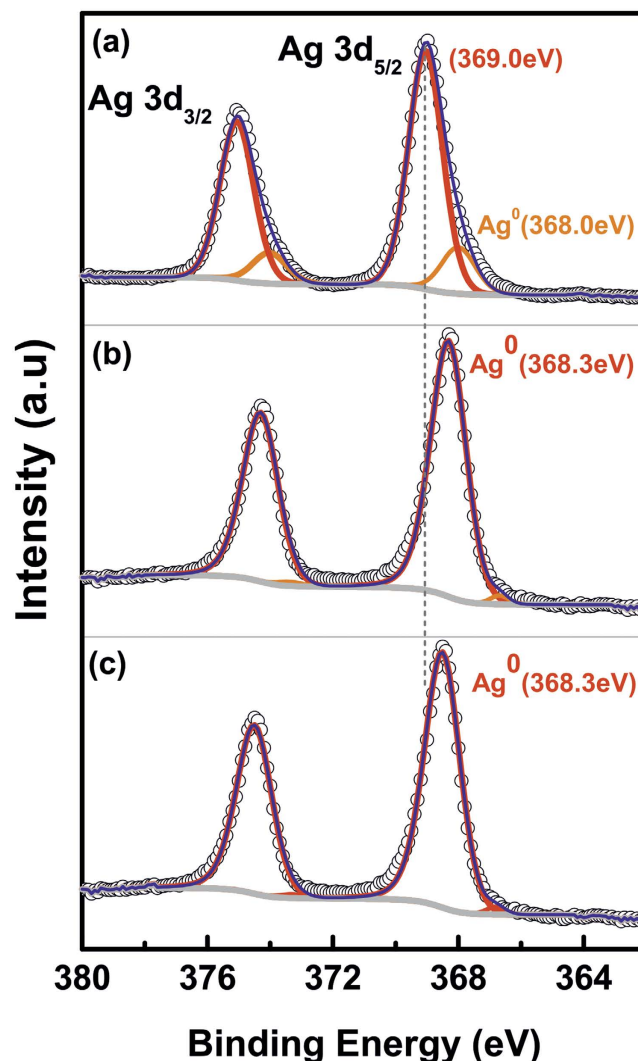 (a)
Ag 3d5/2
(369.0eV)
Ag 3d3/2
Ag0(368.0eV)
(b)
Ag0(368.3eV)
(c)
Ag0(368.3eV)
Intensity (a.u)
380 376 372 368 364
Binding Energy (eV)